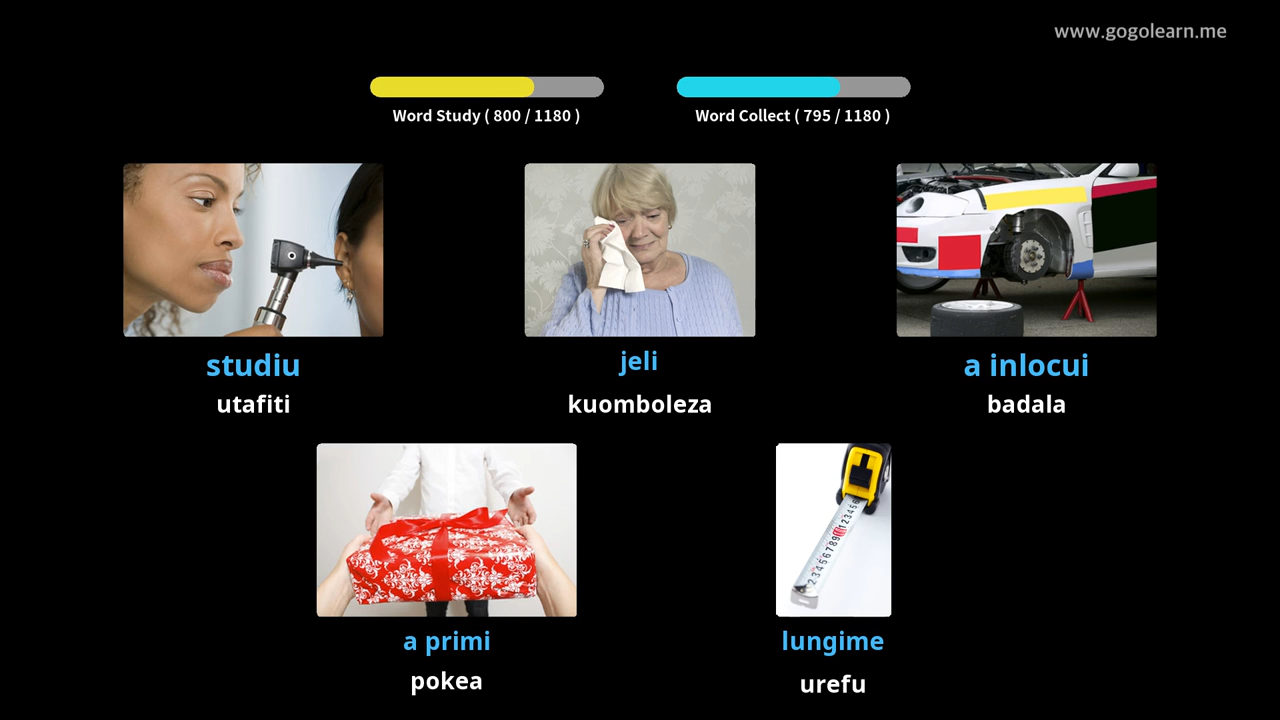 www.gogolearn.me
Word Study ( 800 / 1180 )
Word Collect ( 795 / 1180 )
studiu
utafiti
jeli
kuomboleza
a inlocui
badala
a primi
pokea
lungime
urefu